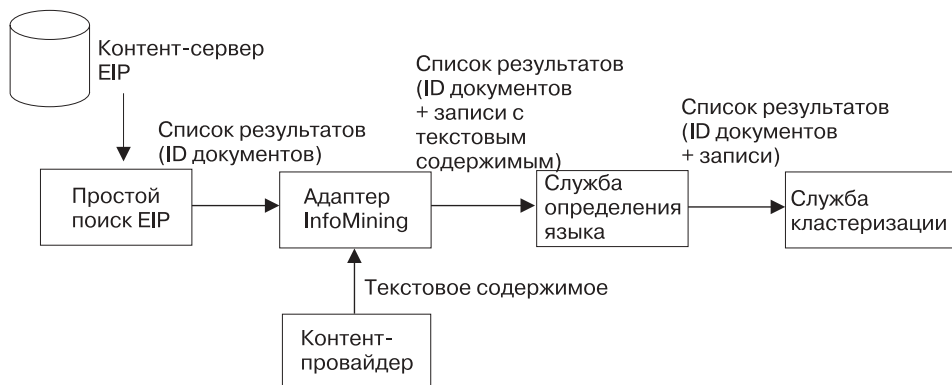 Контент-сервер
EIP
Список результатов
(ID документов)
Список результатов
(ID документов
+ записи с
текстовым
содержимым)
Список результатов
(ID документов
+ записи)
Простой
поиск EIP
Адаптер
InfoMining
Служба
определения
языка
Служба
кластеризации
Текстовое содержимое
Контент-
провайдер